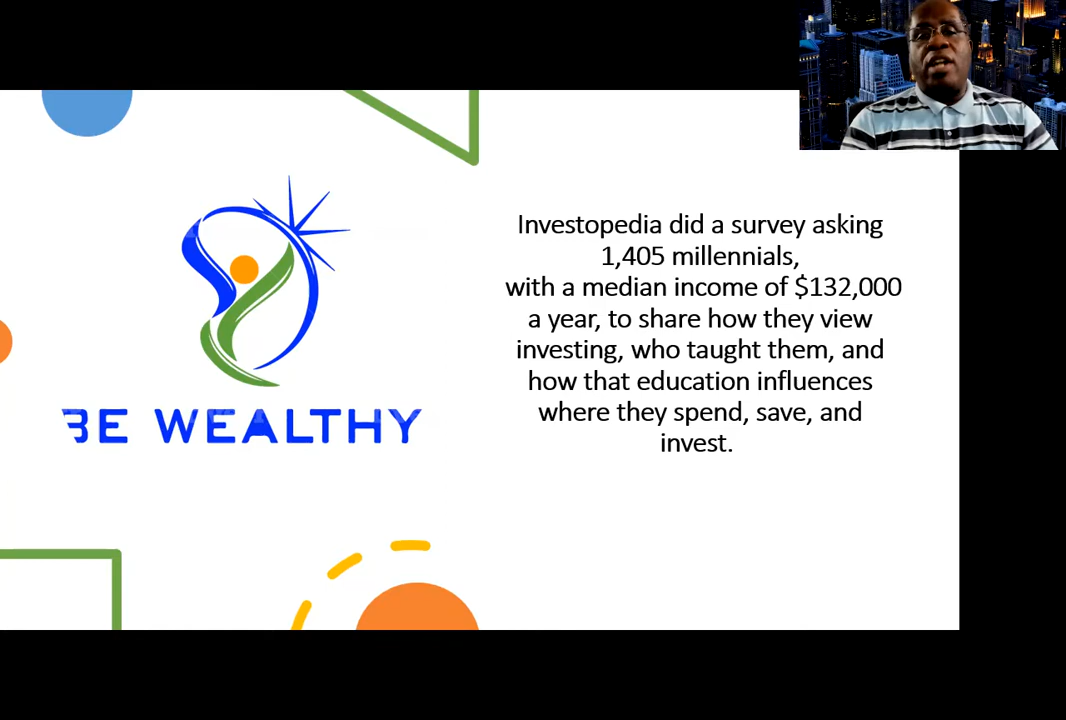 BE WEALTHY
Investopedia did a survey asking
1,405 millennials,
with a median income of $132,000
a year, to share how they view
investing, who taught them, and
how that education influences
where they spend, save, and
invest.